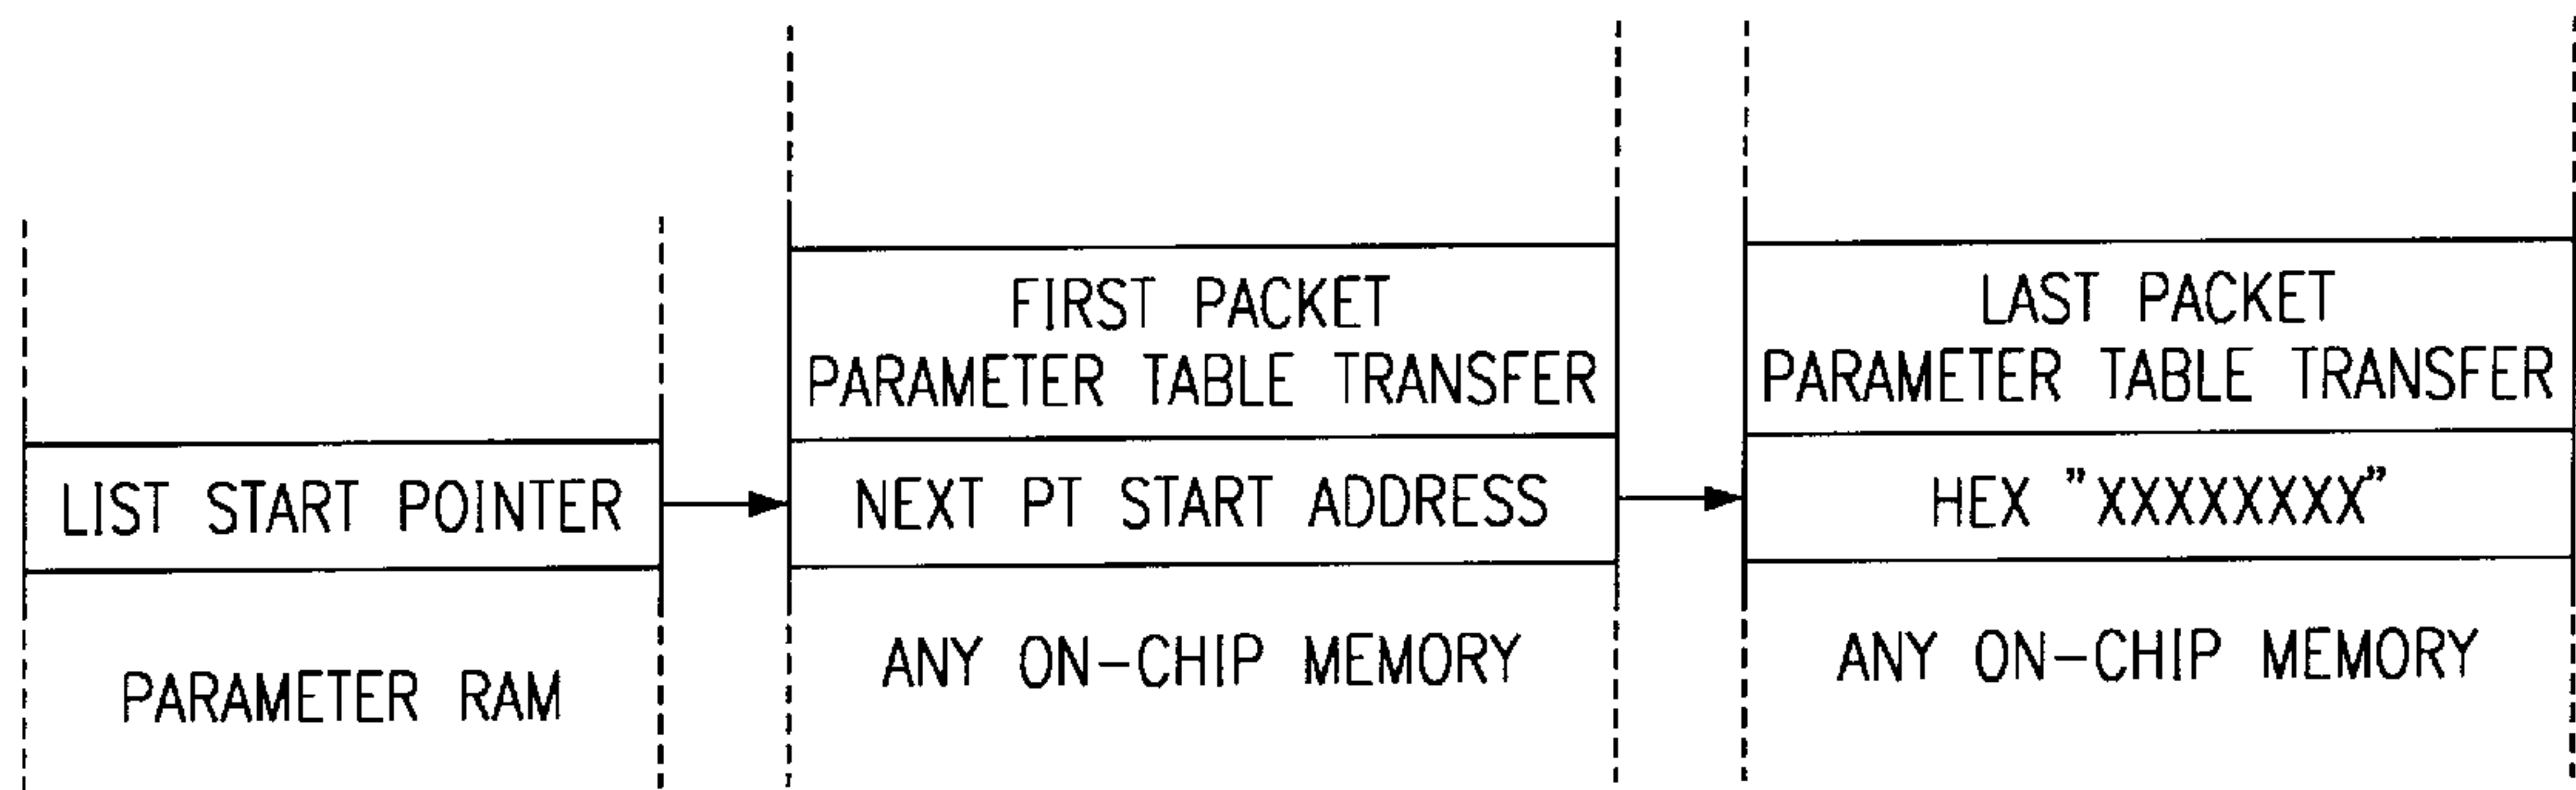 LIST START POINTER
PARAMETER RAM
FIRST PACKET
PARAMETER TABLE TRANSFER
NEXT PT START ADDRESS
ANY ON-CHIP MEMORY
LAST PACKET
PARAMETER TABLE TRANSFER
HEX "XXXXXXXX"
ANY ON-CHIP MEMORY